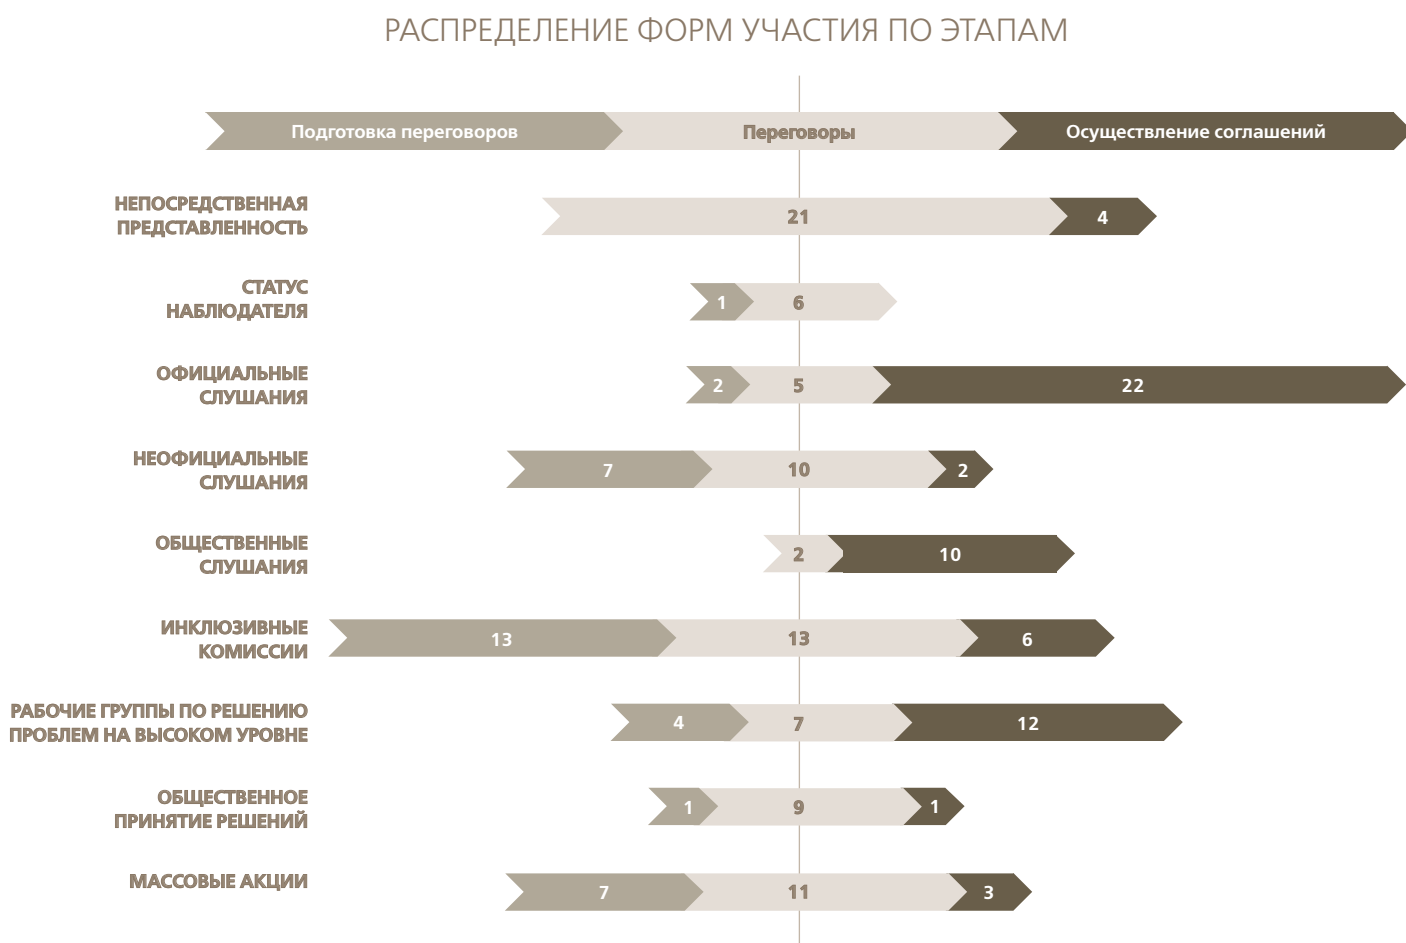 РАСПРЕДЕЛЕНИЕ ФОРМ УЧАСТИЯ ПО ЭТАПАМ
Подготовка переговоров
Переговоры
Осуществление соглашений
НЕПОСРЕДСТВЕННАЯ
ПРЕДСТАВЛЕННОСТЬ
21
4
СТАТУС
НАБЛЮДАТЕЛЯ
1
6
ОФИЦИАЛЬНЫЕ
СЛУШАНИЯ
2
5
22
НЕОФИЦИАЛЬНЫЕ
СЛУШАНИЯ
7
10
2
ОБЩЕСТВЕННЫЕ
СЛУШАНИЯ
2
10
ИНКЛЮЗИВНЫЕ
КОМИССИИ
13
13
6
РАБОЧИЕ ГРУППЫ ПО РЕШЕНИЮ
ПРОБЛЕМ НА ВЫСОКОМ УРОВНЕ
4
7
12
ОБЩЕСТВЕННОЕ
ПРИНЯТИЕ РЕШЕНИЙ
1
9
1
МАССОВЫЕ АКЦИИ
7
11
3